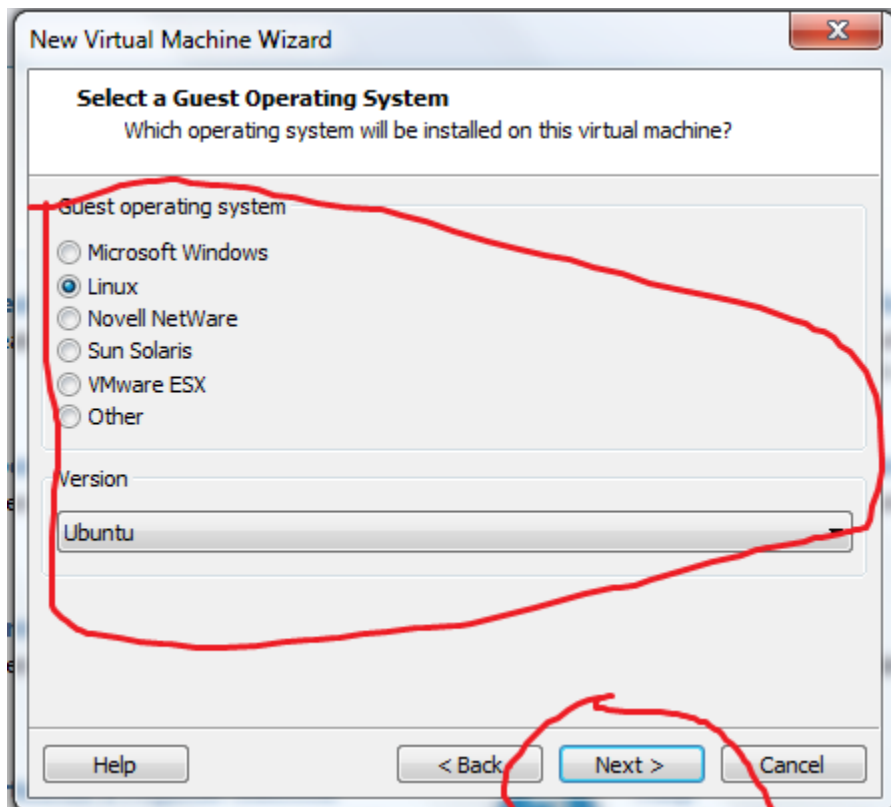 New Virtual Machine Wizard
Select a Guest Operating System
Which operating system will be installed on this virtual machine?
Guest operating system
Microsoft Windows
Linux
Novell NetWare
Sun Solaris
VMware ESX
Other
Version
Ubuntu
Help
< Back
Next >
Cancel